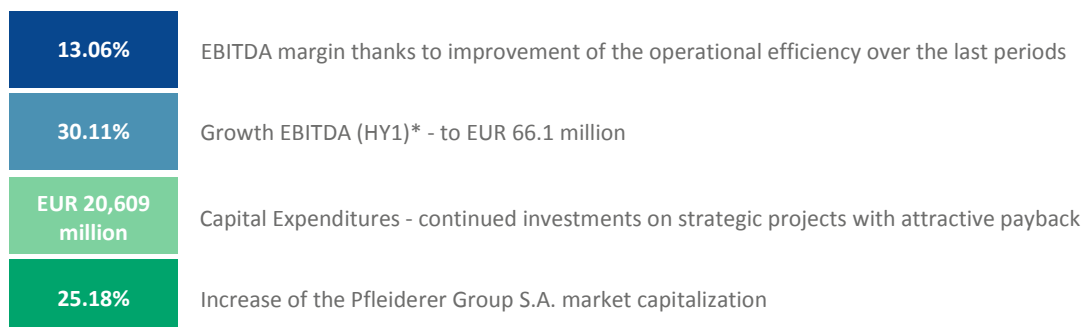 13.06%
EBITDA margin thanks to improvement of the operational efficiency over the last periods
30.11%
Growth EBITDA (HY1)* - to EUR 66.1 million
EUR 20,609
million
Capital Expenditures - continued investments on strategic projects with attractive payback
25.18%
Increase of the Pfleiderer Group S.A. market capitalization